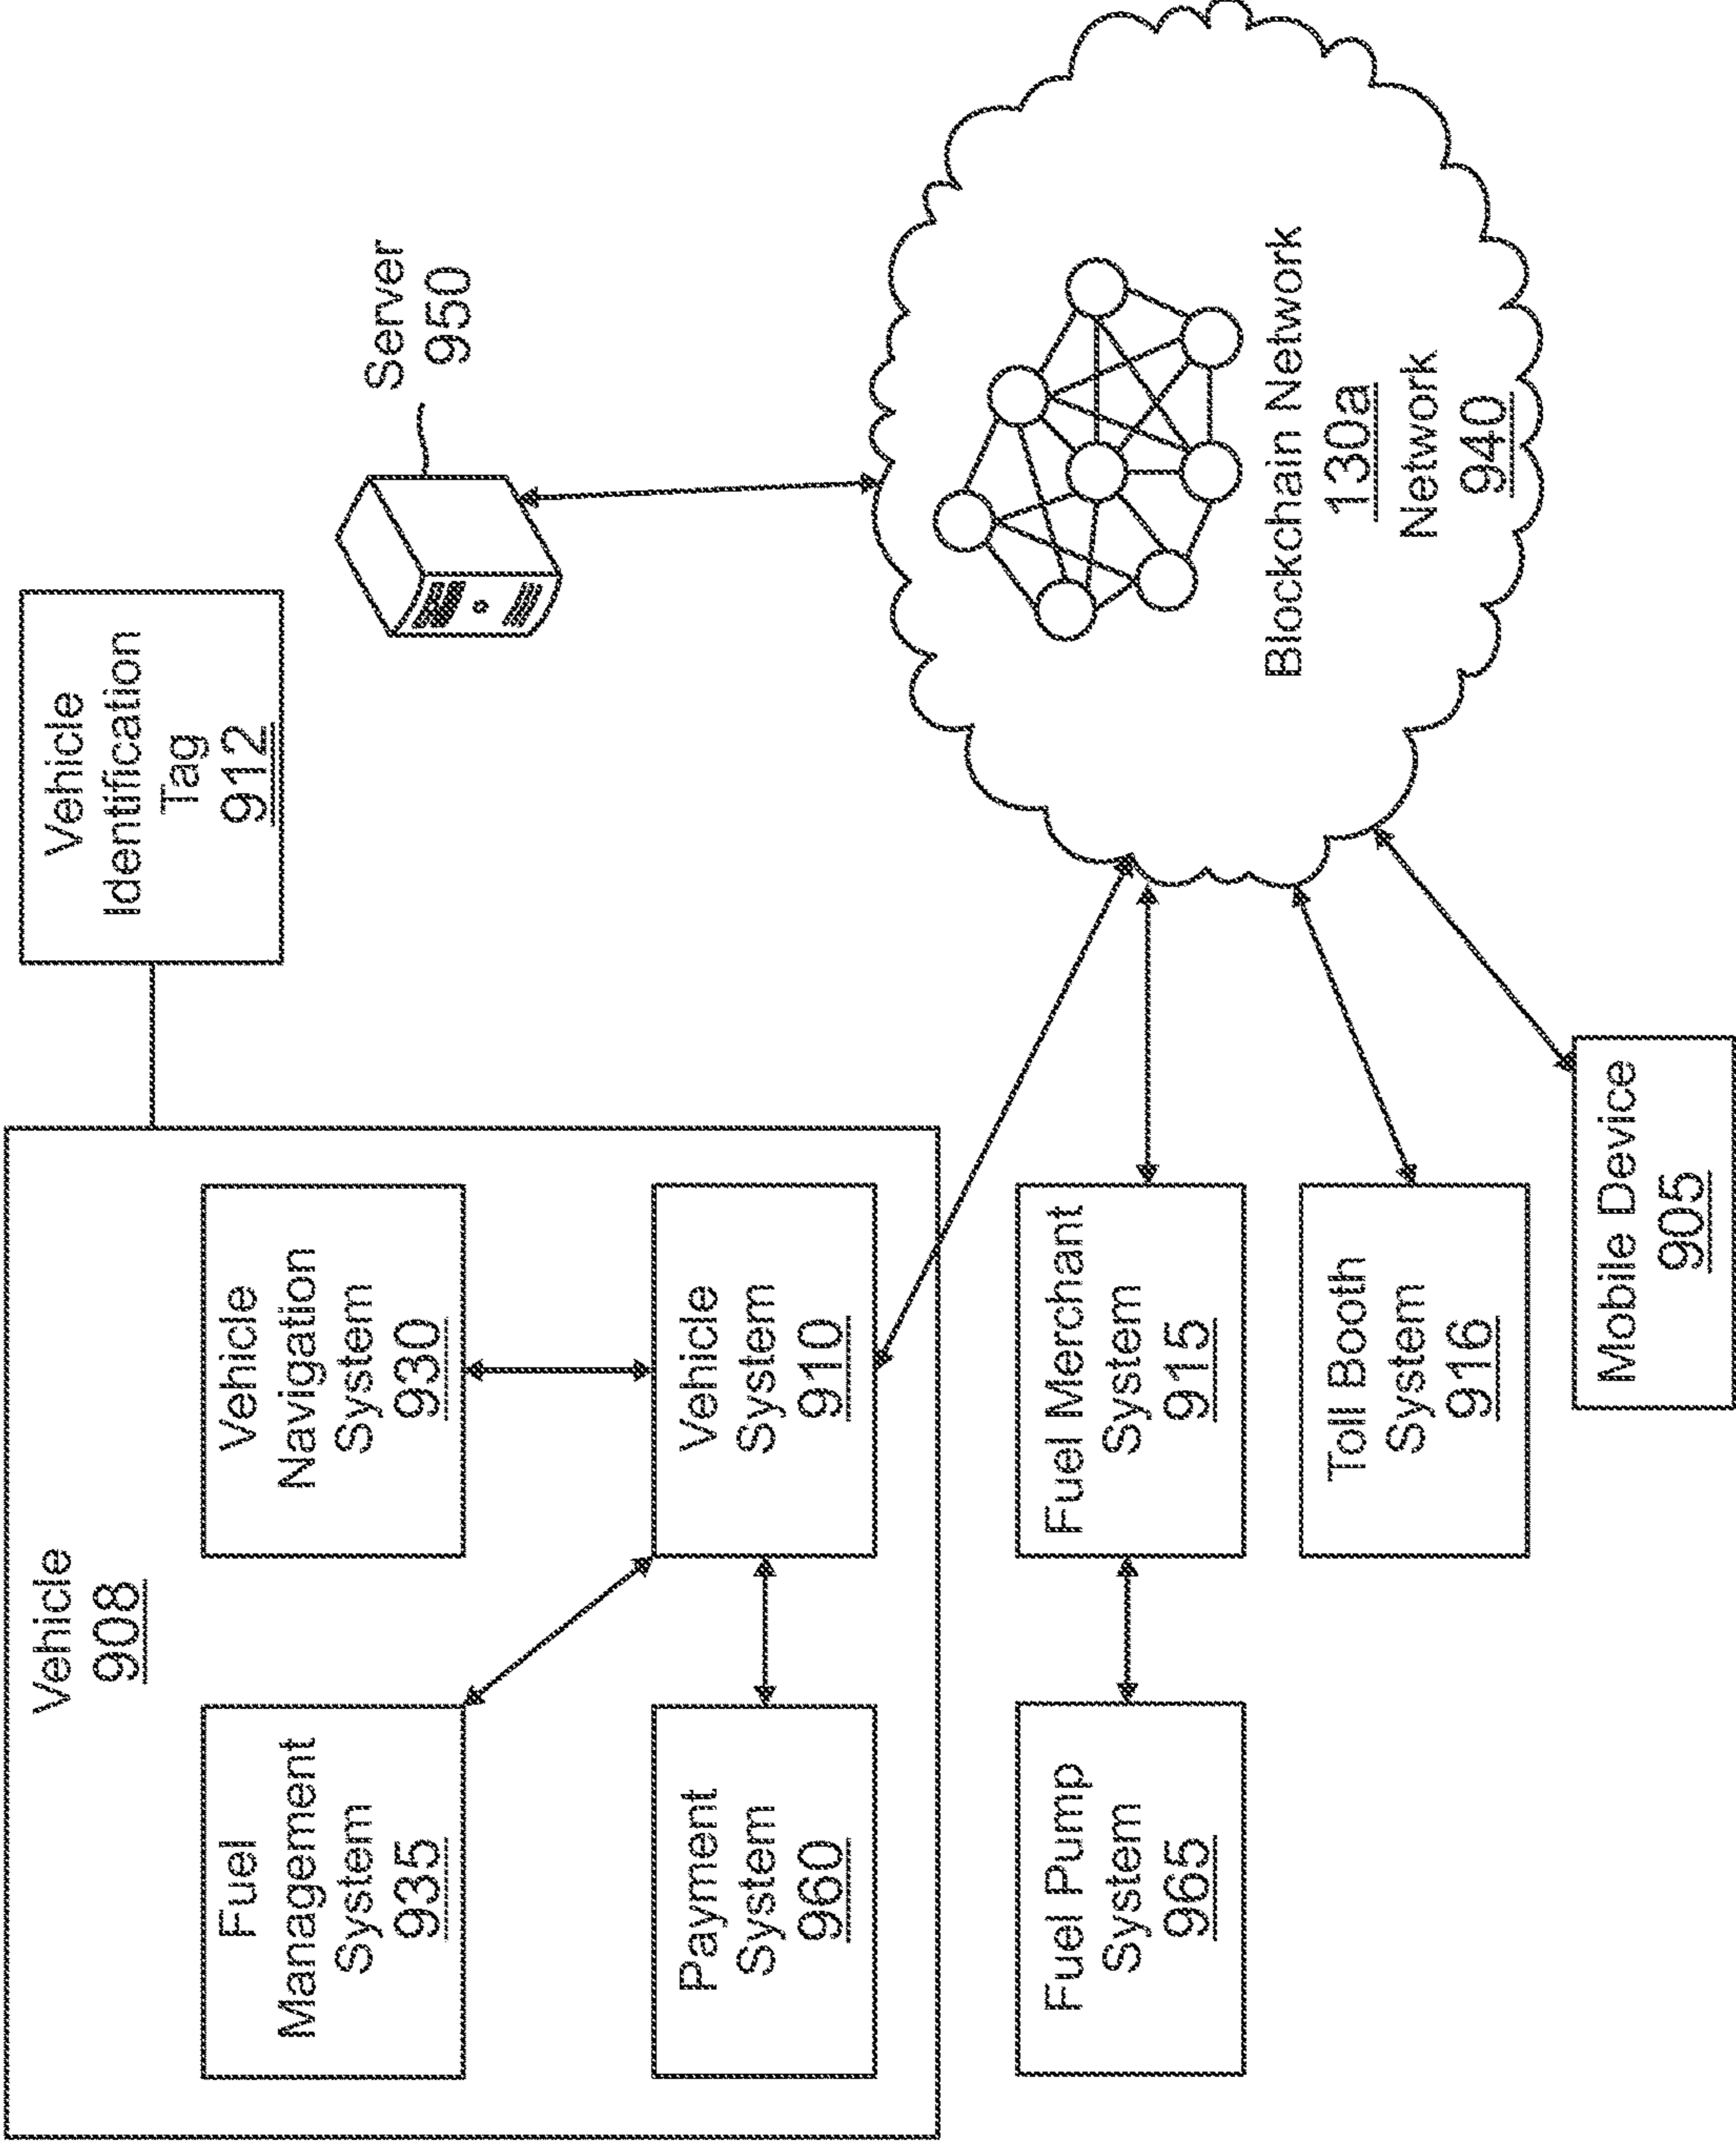 Vehicle
908
Fuel
Management
System
935
Vehicle
Navigation
System
930
Payment
System
960
Vehicle
System
910
Vehicle
Identification
Tag
912
Server
950
Fuel Pump
System
965
Fuel Merchant
System
915
Toll Booth
System
916
Mobile Device
905
Blockchain Network
130a
Network
940